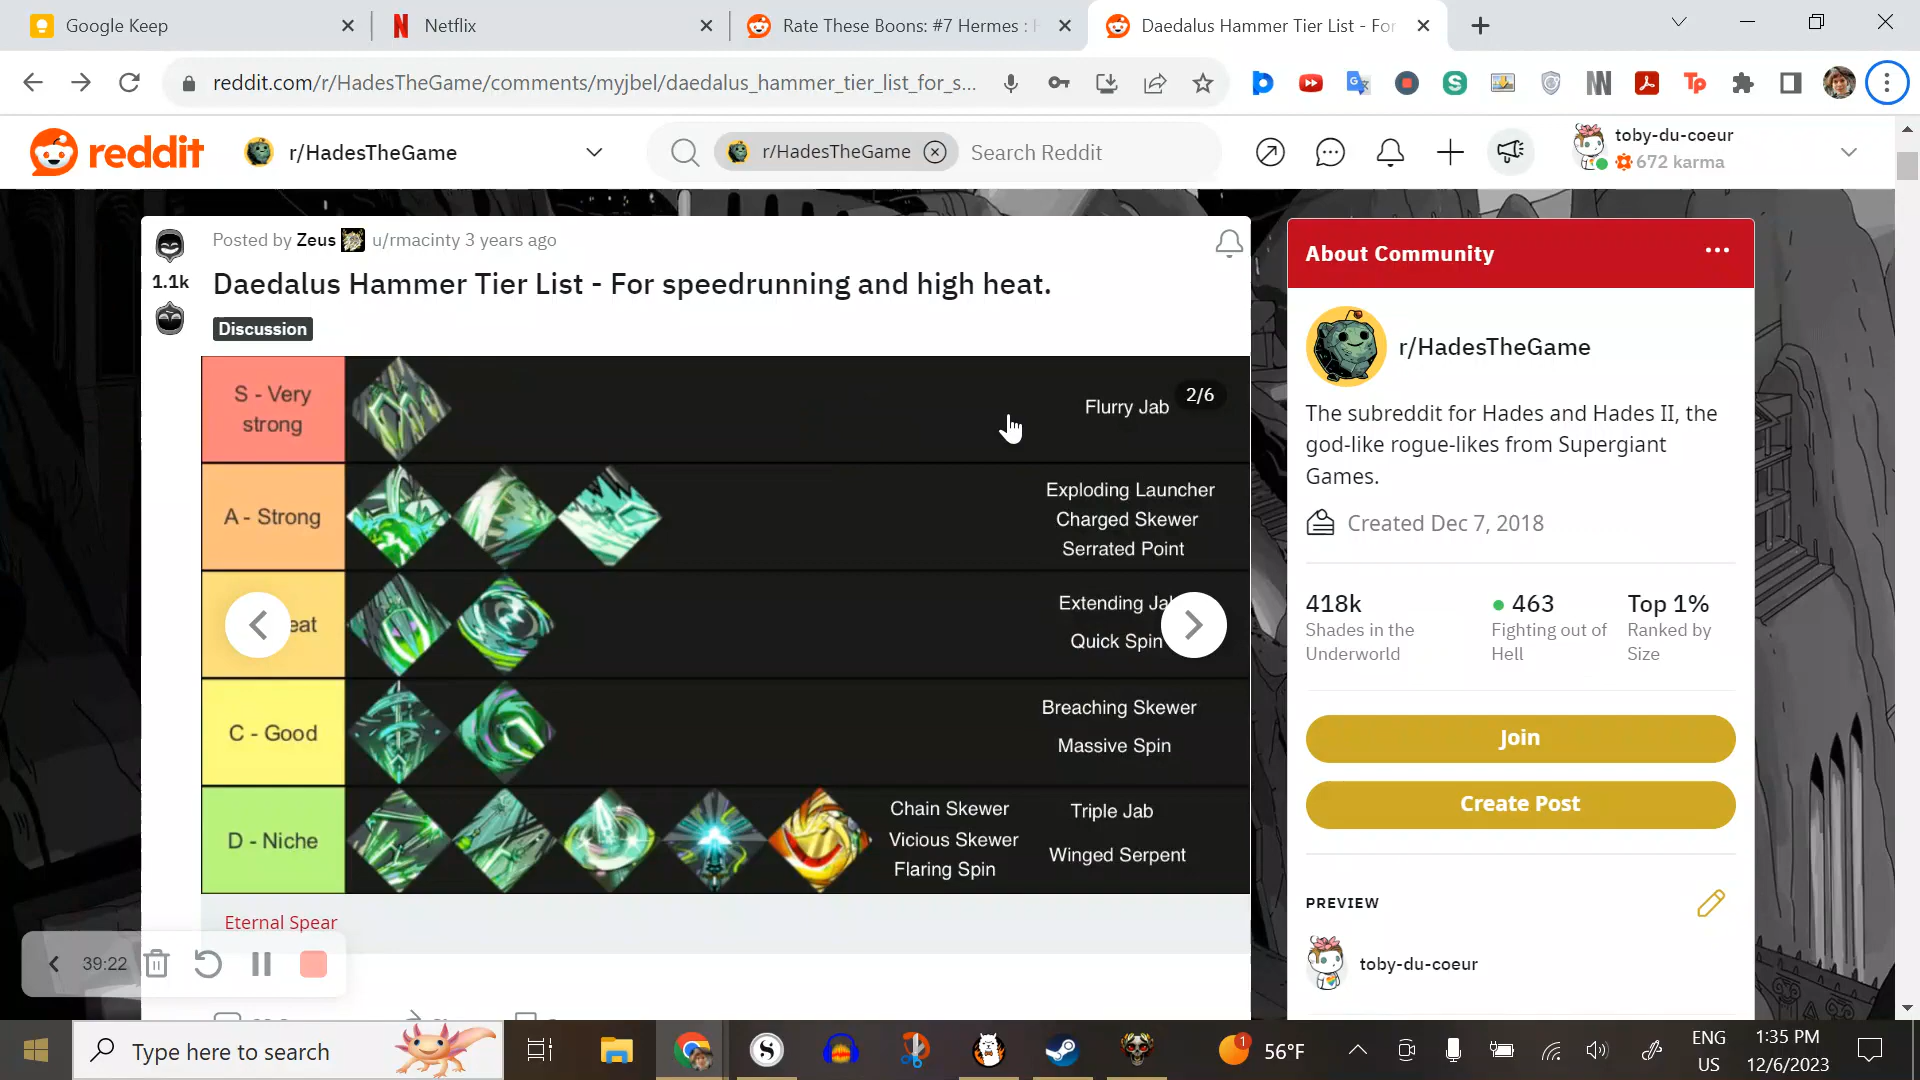 Google Keep
Netflix
Rate These Boons: #7 Hermes :
Daedalus Hammer Tier List - For
reddit.com/r/HadesTheGame/comments/myjbel/daedalus_hammer_tier_list_for_s...
reddit
r/HadesTheGame
r/HadesTheGame
Search Reddit
toby-du-coeur
672 karma
Posted by Zeus u/rmacinty 3 years ago
1.1k
Daedalus Hammer Tier List - For speedrunning and high heat.
Discussion
S - Very
strong
Flurry Jab
2/6
A - Strong
Exploding Launcher
Charged Skewer
Serrated Point
eat
Extending Ja
Quick Spin
C - Good
Breaching Skewer
Massive Spin
D - Niche
Chain Skewer
Vicious Skewer
Flaring Spin
Triple Jab
Winged Serpent
Eternal Spear
39:22
About Community
r/HadesTheGame
The subreddit for Hades and Hades II, the
god-like rogue-likes from Supergiant
Games.
Created Dec 7, 2018
418k
Shades in the
Underworld
463
Fighting out of
Hell
Top 1%
Ranked by
Size
Join
Create Post
PREVIEW
toby-du-coeur
Type here to search
1
56°F
ENG
US
1:35 PM
12/6/2023